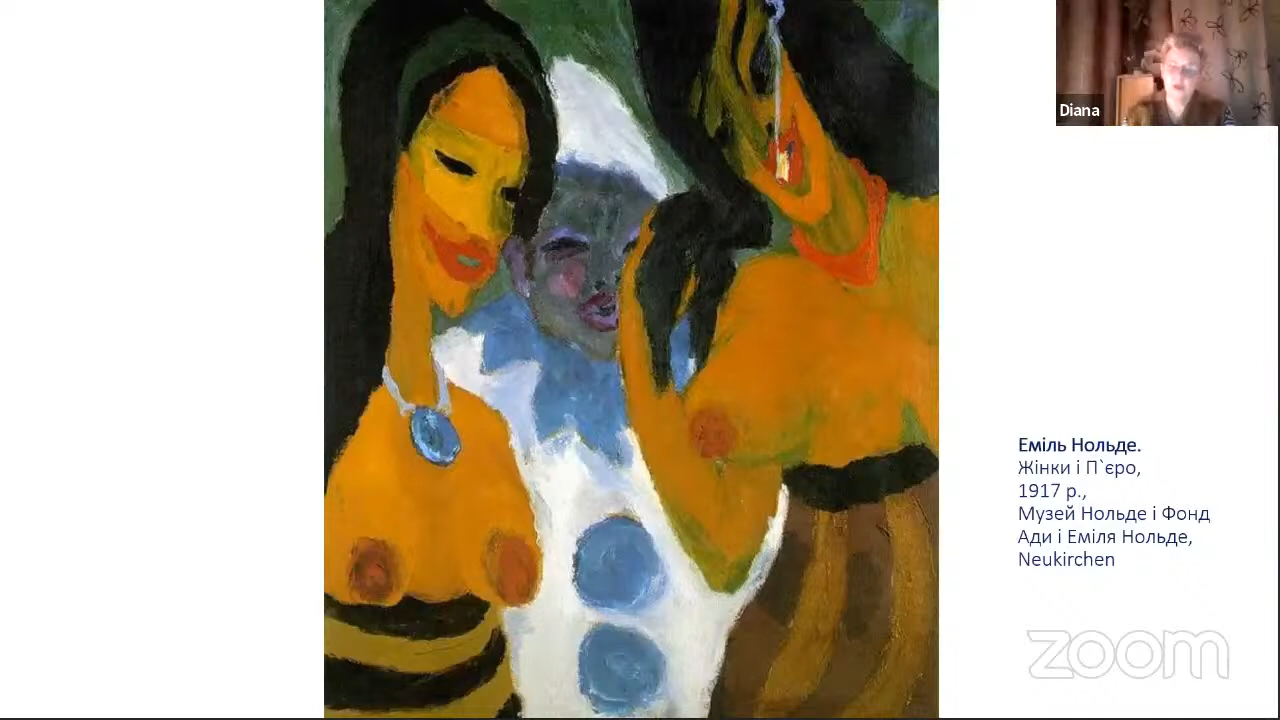 Diana
Еміль Нольде.
Жінки і П`єро,
1917 р.,
Музей Нольде і Фонд
Ади і Еміля Нольде,
Neukirchen
zoom